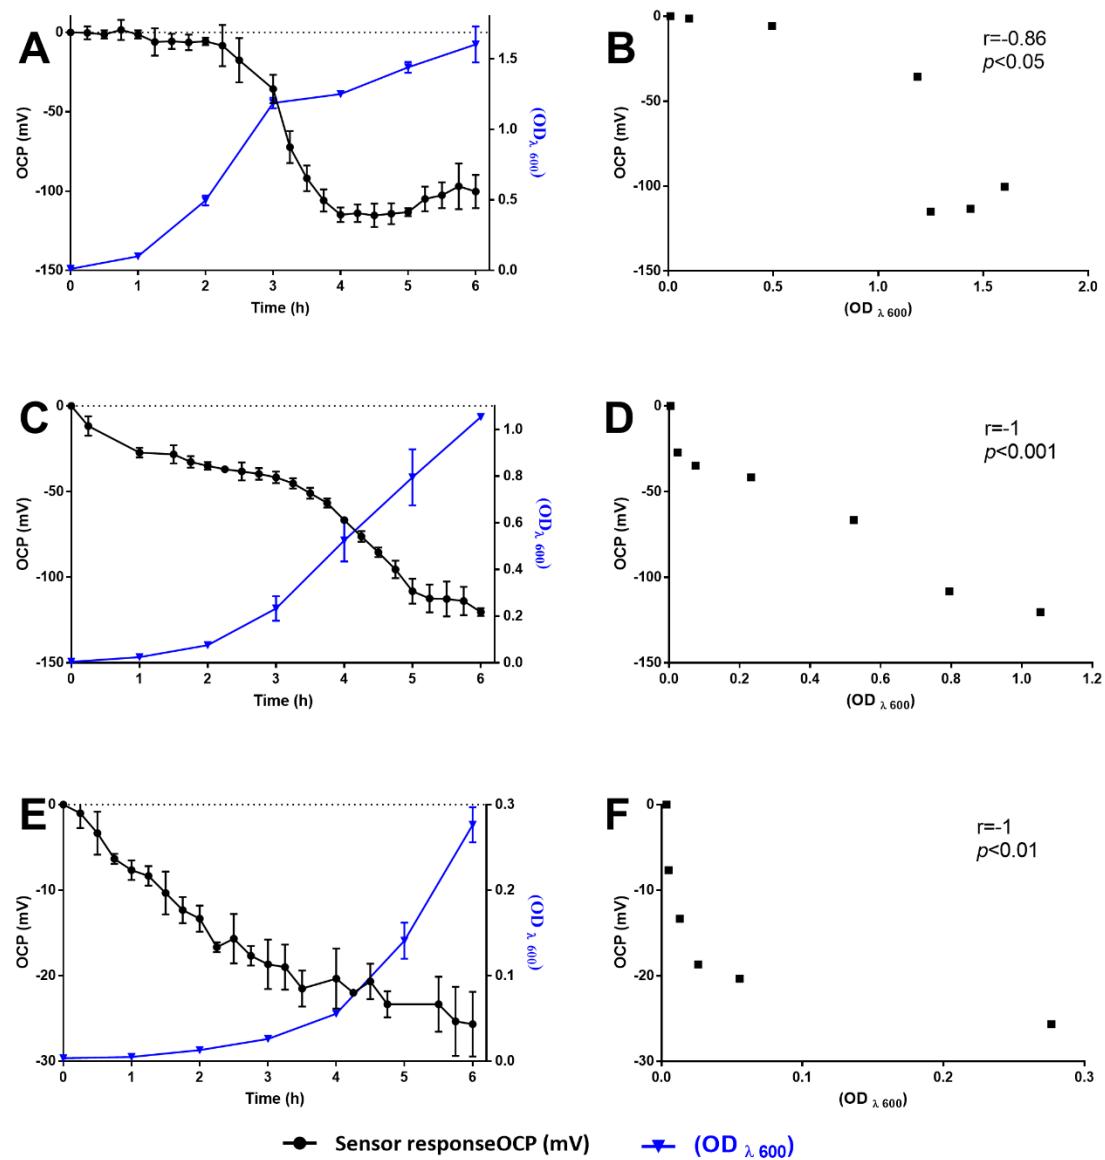 A
0
-50
-100
-150
OCP (mV)
0 1 2 3 4 5 6
Time (h)
0.0
0.5
1.0
1.5
(OD λ 600)
B
0
-50
-100
-150
OCP (mV)
r=-0.86
p<0.05
0.0 0.5 1.0 1.5 2.0
(OD λ 600)
C
0
-50
-100
-150
OCP (mV)
0 1 2 3 4 5 6
Time (h)
1.0
0.8
0.6
0.4
0.2
0.0
(OD λ 600)
D
0
-50
-100
-150
OCP (mV)
r=-1
p<0.001
0.0 0.2 0.4 0.6 0.8 1.0 1.2
(OD λ 600)
E
0
-10
-20
-30
OCP (mV)
0 1 2 3 4 5 6
Time (h)
0.3
0.2
0.1
0.0
(OD λ 600)
F
0
-10
-20
-30
OCP (mV)
r=-1
p<0.01
0.0 0.1 0.2 0.3
(OD λ 600)
Sensor responseOCP (mV) (OD λ 600)